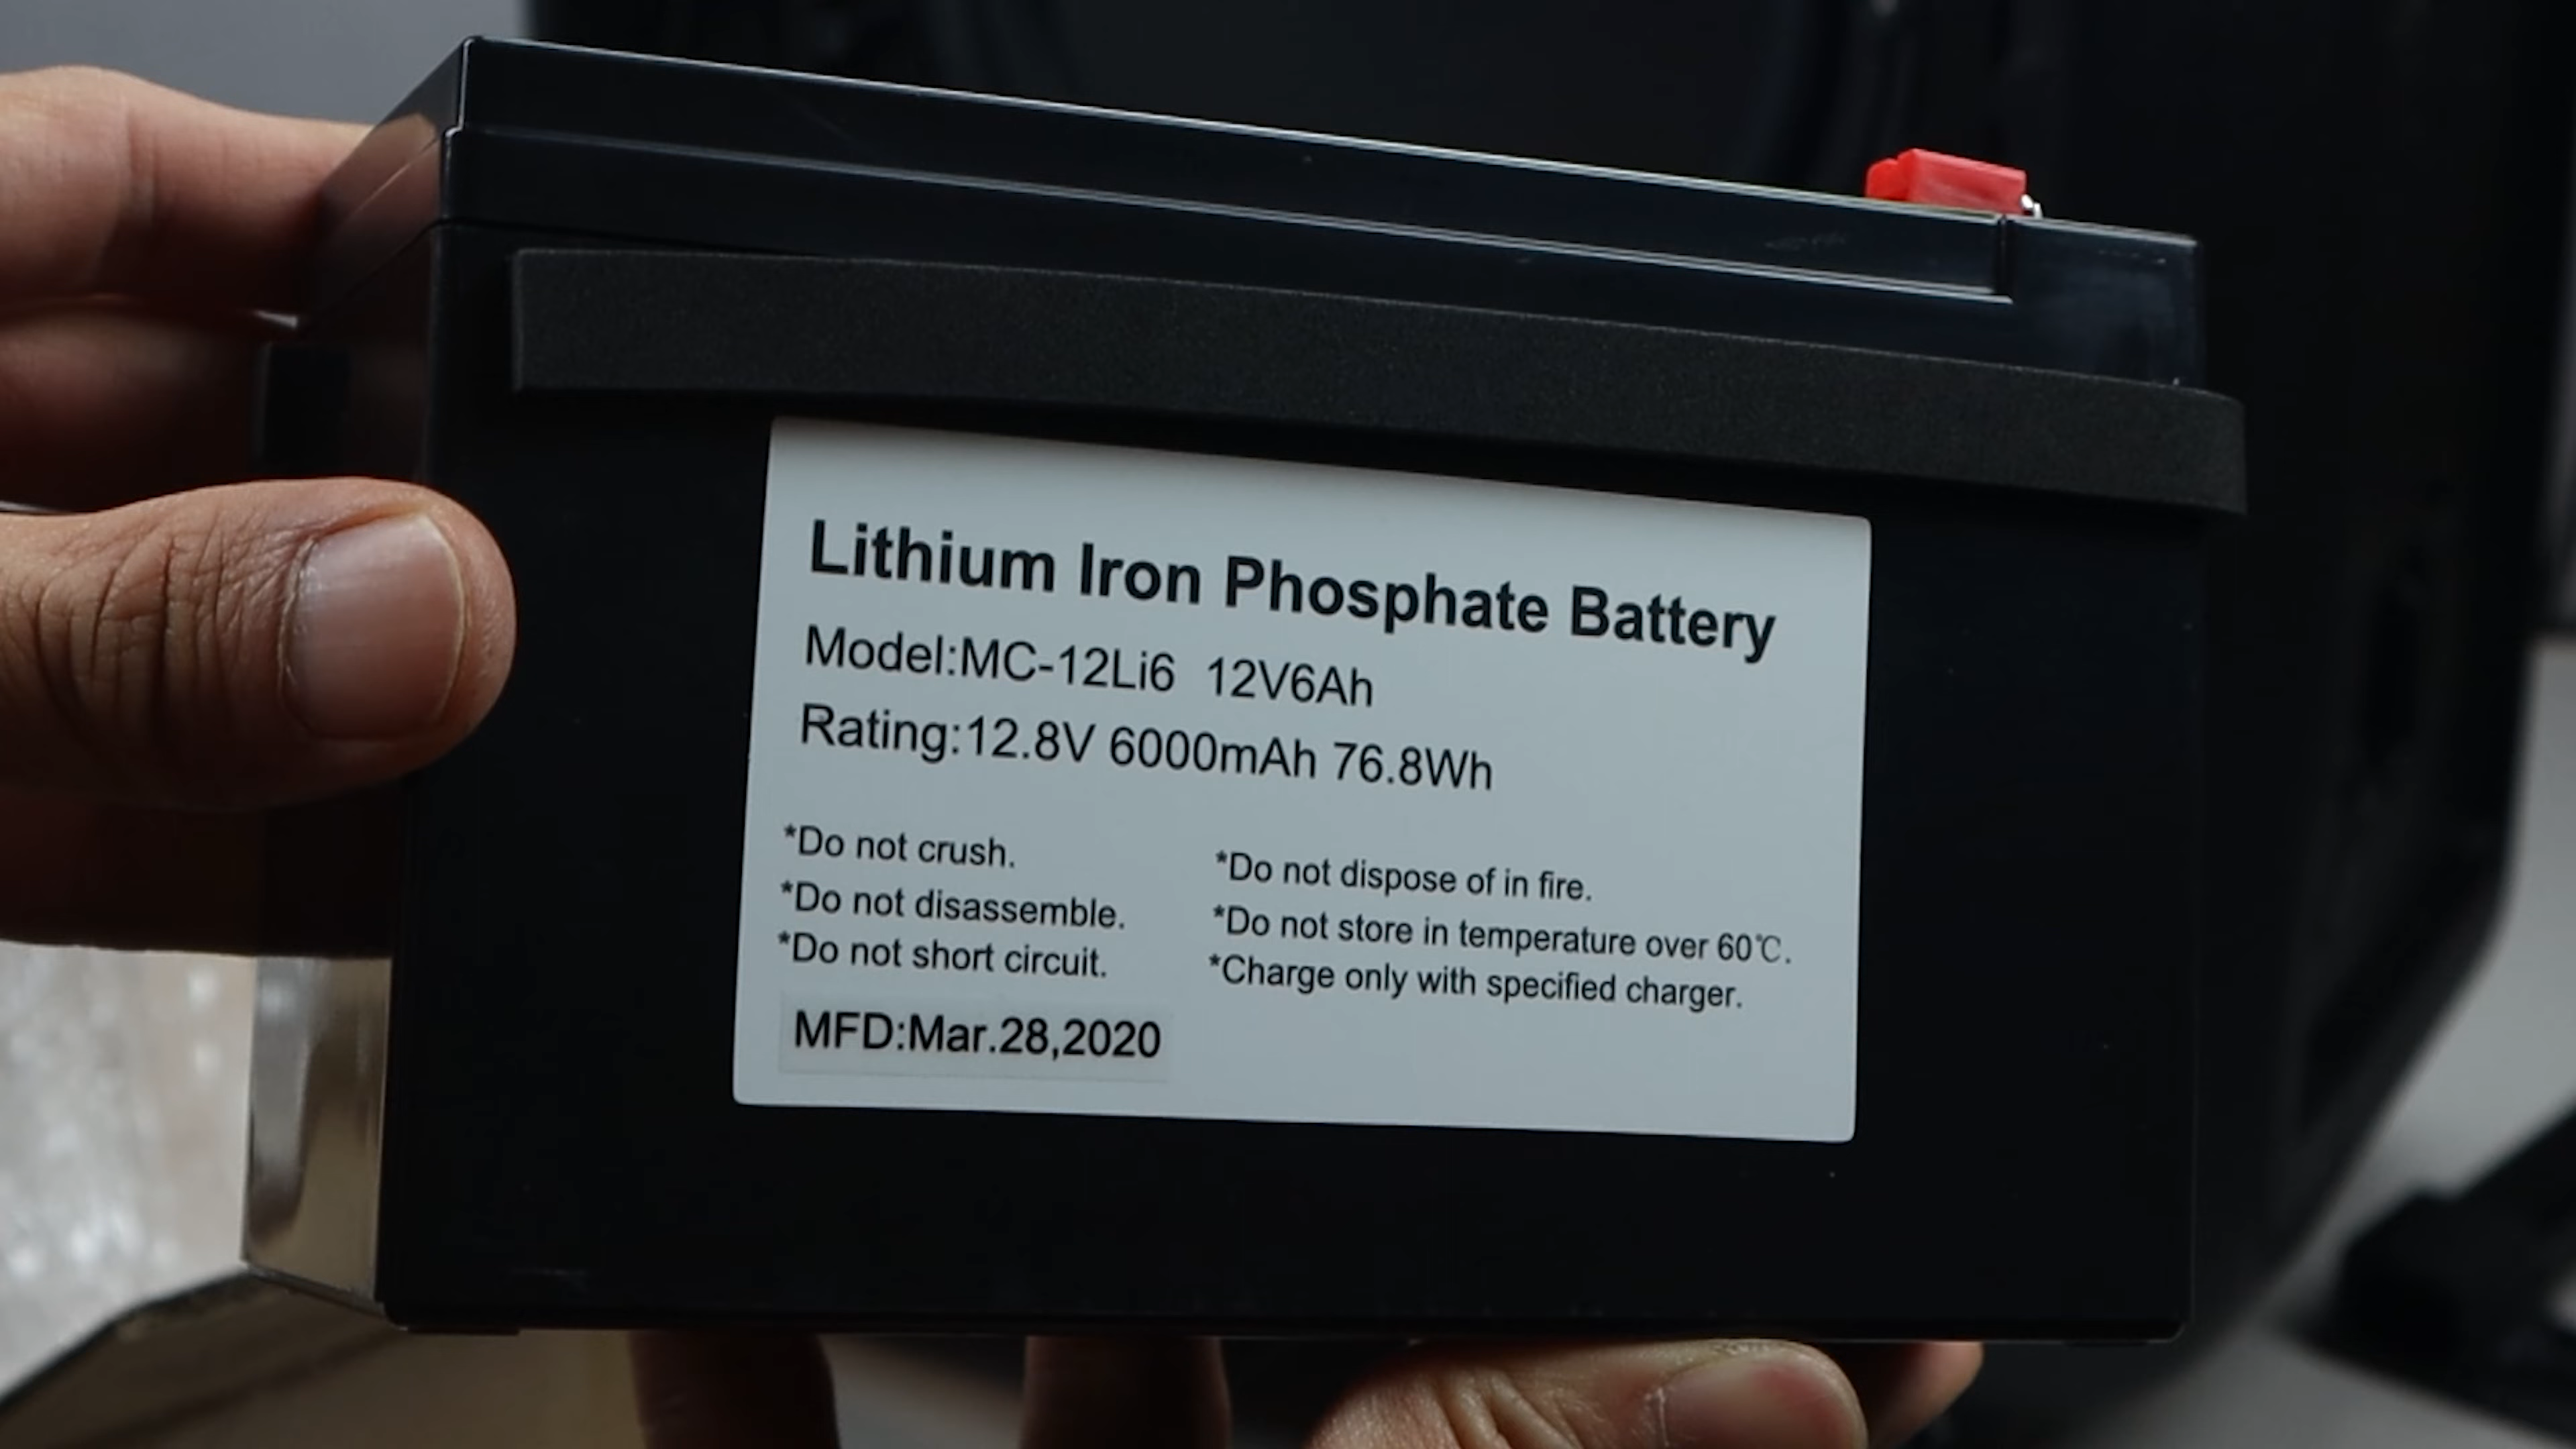 Lithium Iron Phosphate Battery
Model:MC-12Li6 12V6Ah
Rating:12.8V 6000mAh 76.8Wh
*Do not crush.
*Do not disassemble.
*Do not short circuit.
*Do not dispose of in fire.
*Do not store in temperature over 60℃.
*Charge only with specified charger.
MFD:Mar.28,2020